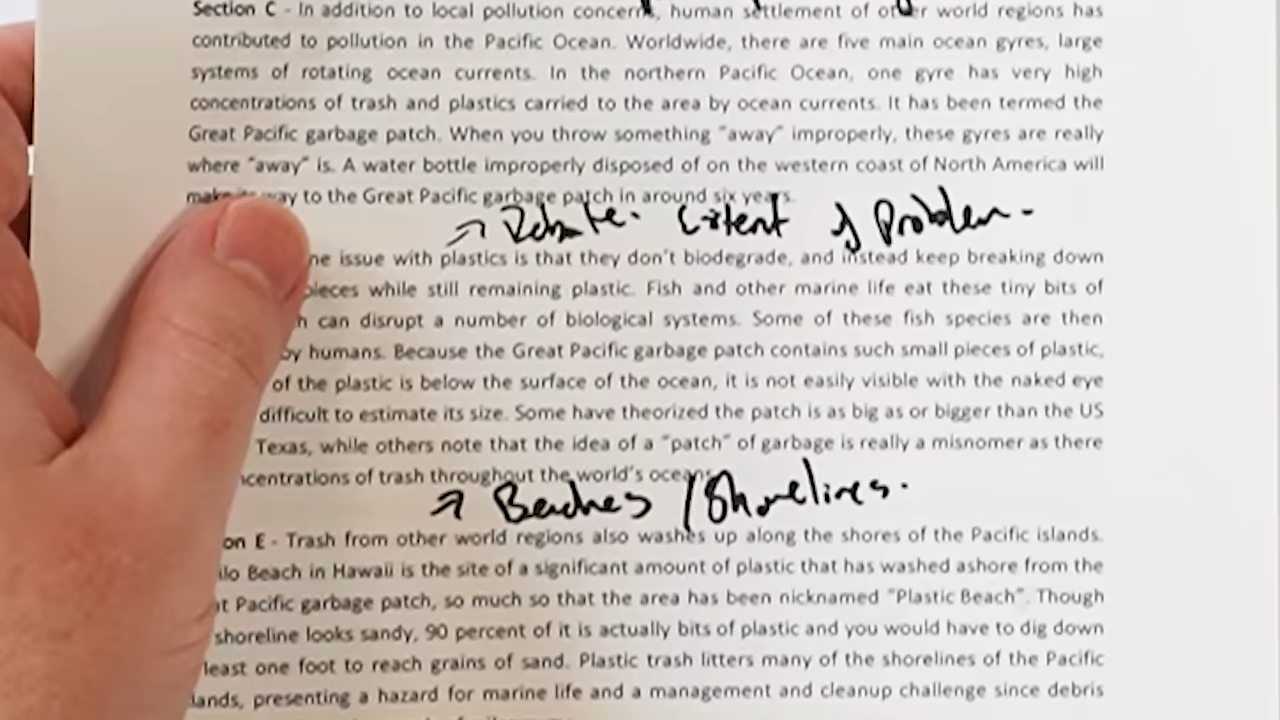 Section C - In addition to local pollution concerns, human settlement of other world regions has
contributed to pollution in the Pacific Ocean. Worldwide, there are five main ocean gyres, large
systems of rotating ocean currents. In the northern Pacific Ocean, one gyre has very high
concentrations of trash and plastics carried to the area by ocean currents. It has been termed the
Great Pacific garbage patch. When you throw something “away” improperly, these gyres are really
where “away” is. A water bottle improperly disposed of on the western coast of North America will
make its way to the Great Pacific garbage patch in around six years.
↗ Debate. Extent of Problem.
ne issue with plastics is that they don’t biodegrade, and instead keep breaking down
pieces while still remaining plastic. Fish and other marine life eat these tiny bits of
h can disrupt a number of biological systems. Some of these fish species are then
by humans. Because the Great Pacific garbage patch contains such small pieces of plastic,
of the plastic is below the surface of the ocean, it is not easily visible with the naked eye
difficult to estimate its size. Some have theorized the patch is as big as or bigger than the US
Texas, while others note that the idea of a “patch” of garbage is really a misnomer as there
ncentrations of trash throughout the world’s oceans.
↗ Beaches / Shorelines.
on E - Trash from other world regions also washes up along the shores of the Pacific islands.
ilo Beach in Hawaii is the site of a significant amount of plastic that has washed ashore from the
at Pacific garbage patch, so much so that the area has been nicknamed “Plastic Beach”. Though
shoreline looks sandy, 90 percent of it is actually bits of plastic and you would have to dig down
least one foot to reach grains of sand. Plastic trash litters many of the shorelines of the Pacific
lands, presenting a hazard for marine life and a management and cleanup challenge since debris